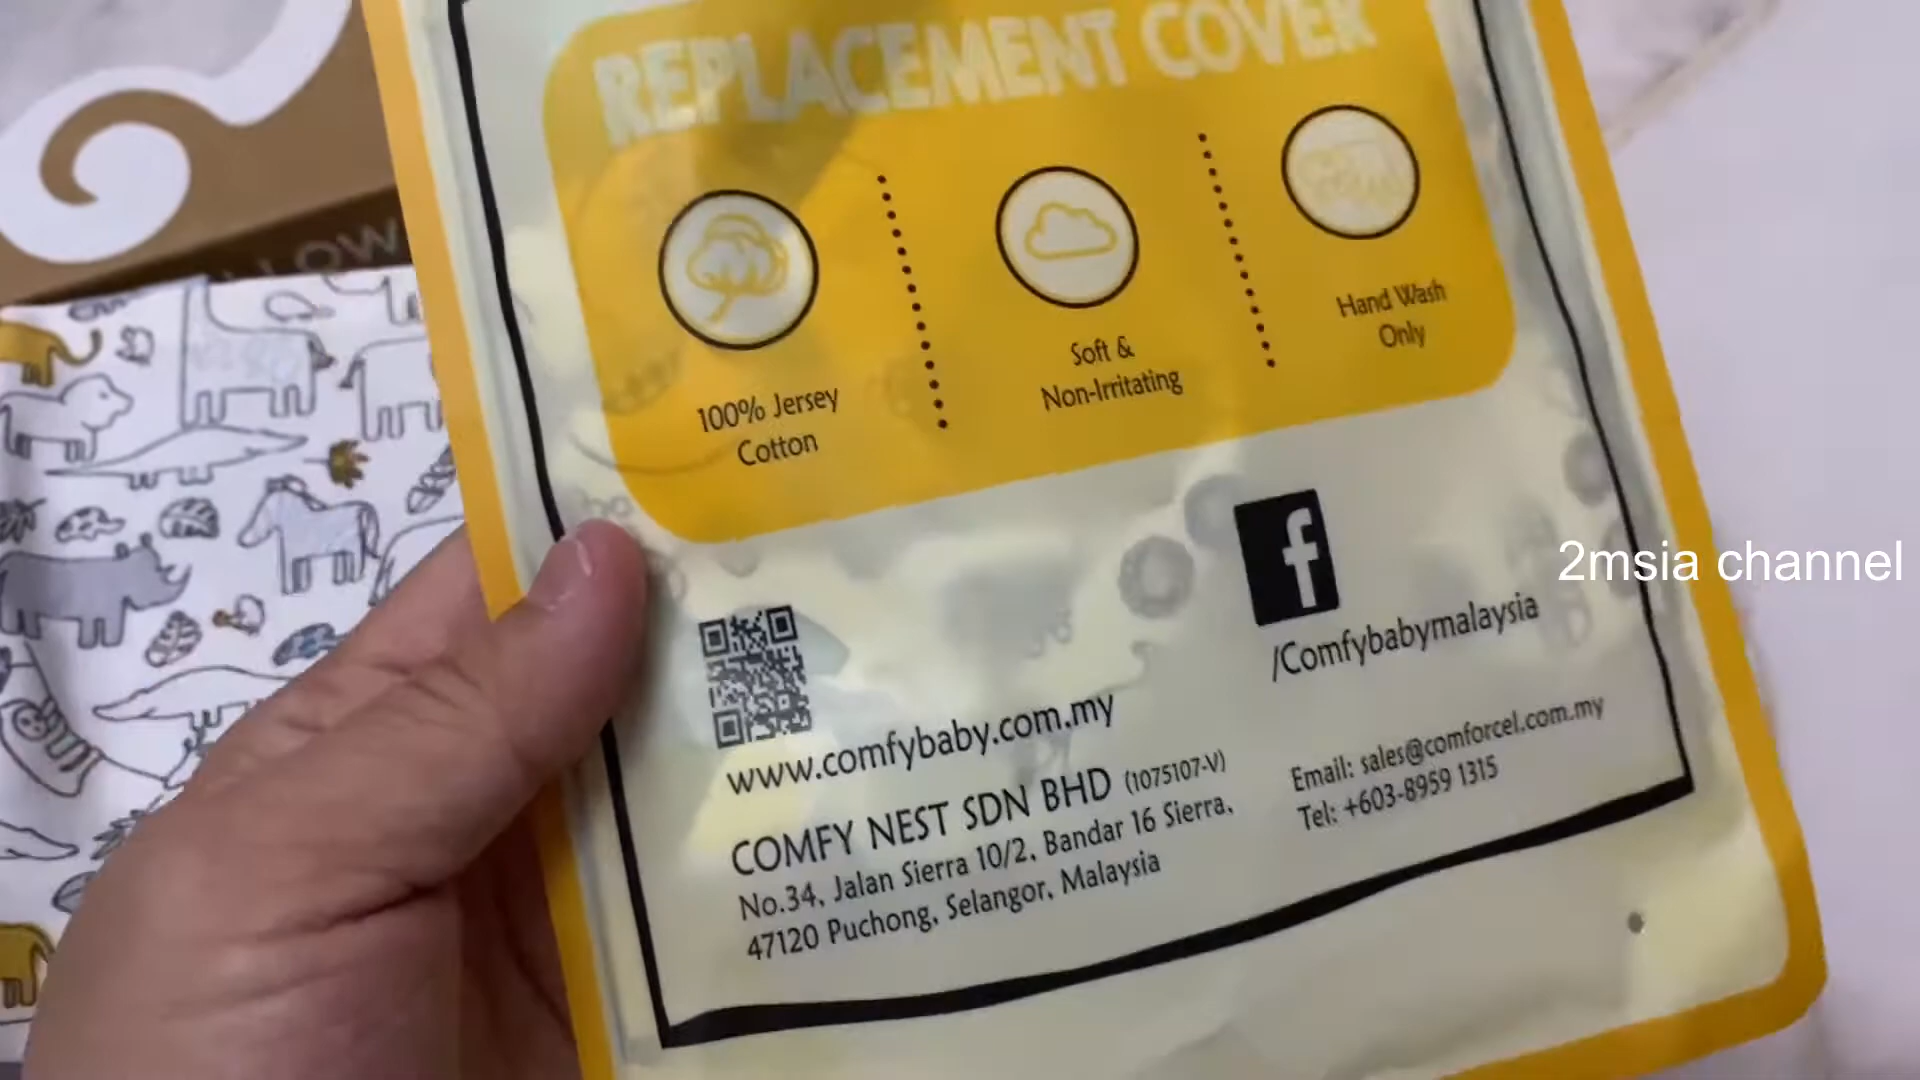 REPLACEMENT COVER
100% Jersey
Cotton
Soft &
Non-Irritating
Hand Wash
Only
f
/Comfybabymalaysia
www.comfybaby.com.my
COMFY NEST SDN BHD (1075107-V)
No.34, Jalan Sierra 10/2, Bandar 16 Sierra,
47120 Puchong, Selangor, Malaysia
Email: sales@comforcel.com.my
Tel: +603-8959 1315
2msia channel